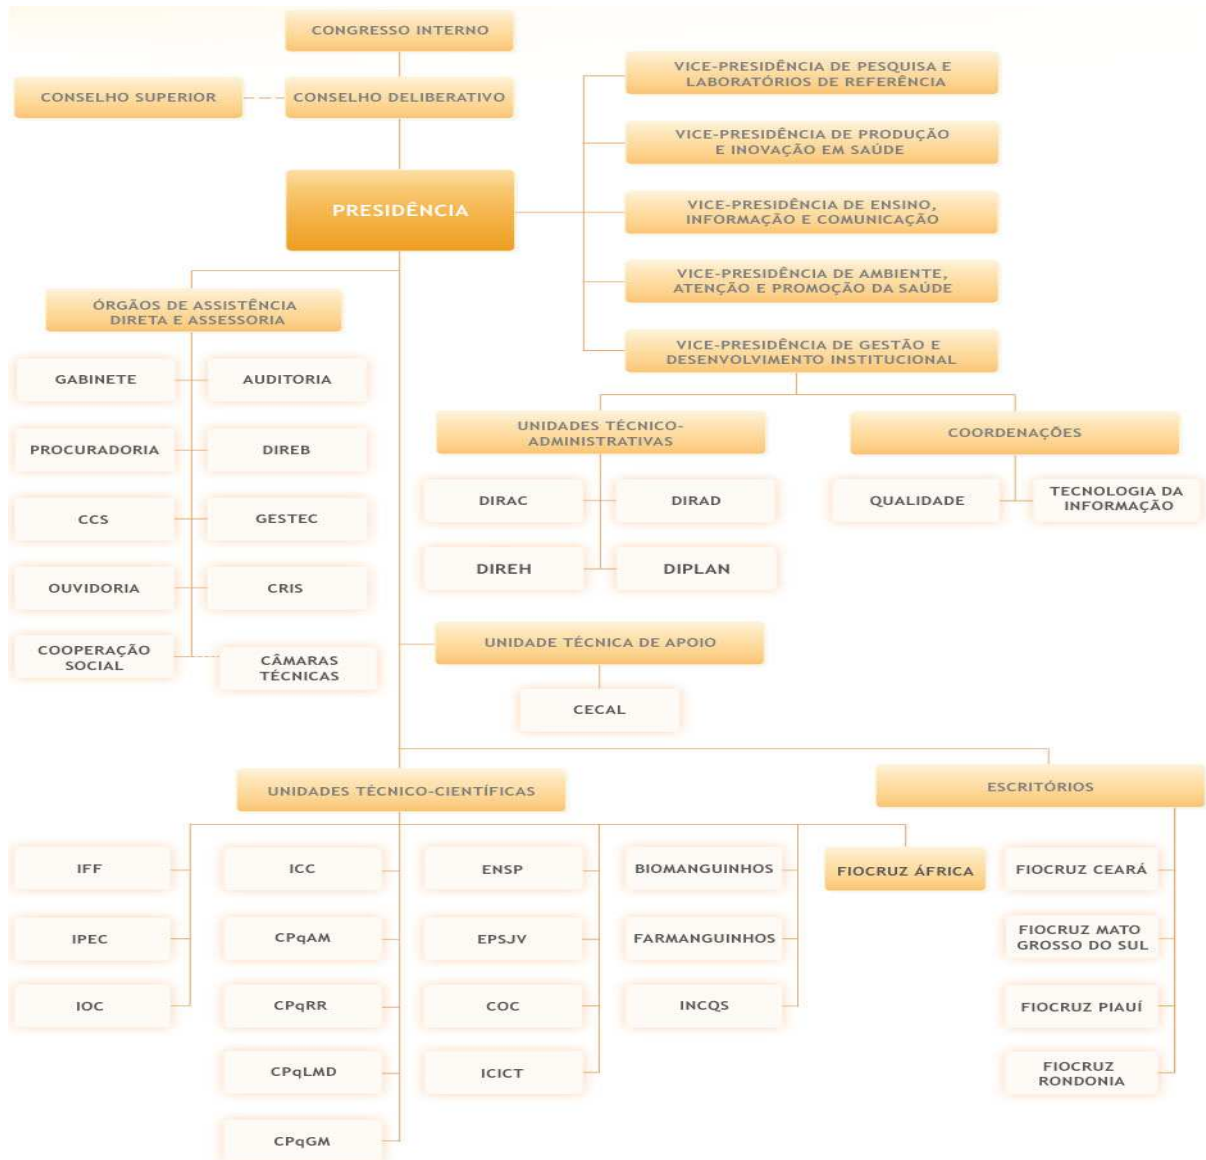 CONGRESSO INTERNO
CONSELHO SUPERIOR
CONSELHO DELIBERATIVO
PRESIDÊNCIA
VICE-PRESIDÊNCIA DE PESQUISA E
LABORATÓRIOS DE REFERÊNCIA
VICE-PRESIDÊNCIA DE PRODUÇÃO
E INOVAÇÃO EM SAÚDE
VICE-PRESIDÊNCIA DE ENSINO,
INFORMAÇÃO E COMUNICAÇÃO
VICE-PRESIDÊNCIA DE AMBIENTE,
ATENÇÃO E PROMOÇÃO DA SAÚDE
VICE-PRESIDÊNCIA DE GESTÃO E
DESENVOLVIMENTO INSTITUCIONAL
ÓRGÃOS DE ASSISTÊNCIA
DIRETA E ASSESSORIA
GABINETE
AUDITORIA
PROCURADORIA
DIREB
CCS
GESTEC
OUVIDORIA
CRIS
COOPERAÇÃO
SOCIAL
CÂMARAS
TÉCNICAS
UNIDADES TÉCNICO-
ADMINISTRATIVAS
DIRAC
DIRAD
DIREH
DIPLAN
COORDENAÇÕES
QUALIDADE
TECNOLOGIA DA
INFORMAÇÃO
UNIDADE TÉCNICA DE APOIO
CECAL
UNIDADES TÉCNICO-CIENTÍFICAS
IFF
IPEC
IOC
ICC
CPqAM
CPqRR
CPqLMD
CPqGM
ENSP
EPSJV
COC
ICICT
BIOMANGUINHOS
FARMANGUINHOS
INCQS
FIOCRUZ ÁFRICA
ESCRITÓRIOS
FIOCRUZ CEARÁ
FIOCRUZ MATO
GROSSO DO SUL
FIOCRUZ PIAUÍ
FIOCRUZ
RONDONIA